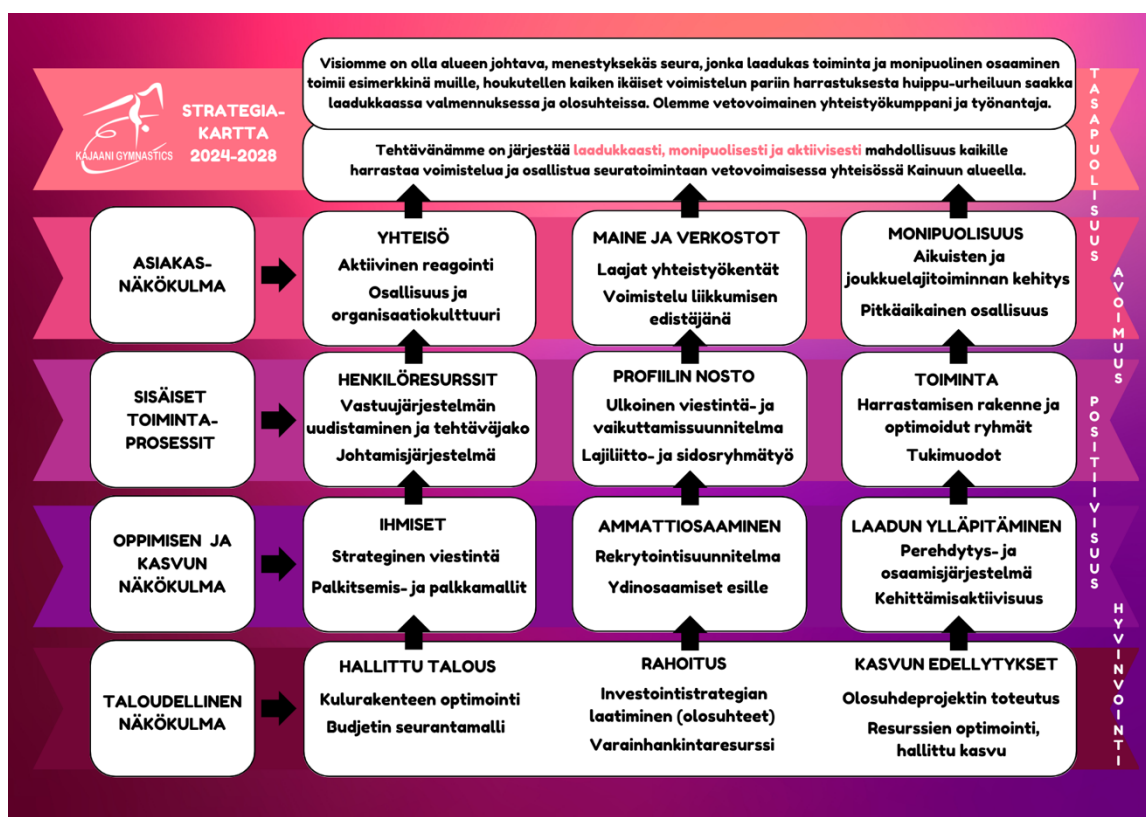 Visiomme on olla alueen johtava, menestyksekäs seura, jonka laadukas toiminta ja monipuolinen osaaminen
toimii esimerkkinä muille, houkutellen kaiken ikäiset voimistelun pariin harrastuksesta huippu-urheiluun saakka
laadukkaassa valmennuksessa ja olosuhteissa. Olemme vetovoimainen yhteistyökumppani ja työnantaja.
KAJAANI GYMNASTICS
STRATEGIA-
KARTTA
2024-2028
Tehtävänämme on järjestää laadukkaasti, monipuolisesti ja aktiivisesti mahdollisuus kaikille
harrastaa voimistelua ja osallistua seuratoimintaan vetovoimaisessa yhteisössä Kainuun alueella.
ASIAKAS-
NÄKÖKULMA
YHTEISÖ
Aktiivinen reagointi
Osallisuus ja
organisaatiokulttuuri
MAINE JA VERKOSTOT
Laajat yhteistyökentät
Voimistelu liikkumisen
edistäjänä
MONIPUOLISUUS
Aikuisten ja
joukkuelajitoiminnan kehitys
Pitkäaikainen osallisuus
SISÄISET
TOIMINTA-
PROSESSIT
HENKILÖRESURSSIT
Vastuujärjestelmän
uudistaminen ja tehtäväjako
Johtamisjärjestelmä
PROFIILIN NOSTO
Ulkoinen viestintä- ja
vaikuttamissuunnitelma
Lajiliitto- ja sidosryhmätyö
TOIMINTA
Harrastamisen rakenne ja
optimoidut ryhmät
Tukimuodot
OPPIMISEN JA
KASVUN
NÄKÖKULMA
IHMISET
Strateginen viestintä
Palkitsemis- ja palkkamallit
AMMATTIOSAAMINEN
Rekrytointisuunnitelma
Ydinosaamiset esille
LAADUN YLLÄPITÄMINEN
Perehdytys- ja
osaamisjärjestelmä
Kehittämisaktiivisuus
TALOUDELLINEN
NÄKÖKULMA
HALLITTU TALOUS
Kulurakenteen optimointi
Budjetin seurantamalli
RAHOITUS
Investointistrategian
laatiminen (olosuhteet)
Varainhankintaresurssi
KASVUN EDELLYTYKSET
Olosuhdeprojektin toteutus
Resurssien optimointi,
hallittu kasvu
TASAPUOLISUUS
AVOIMUUS
POSITIIVISUUS
HYVINVOINTI